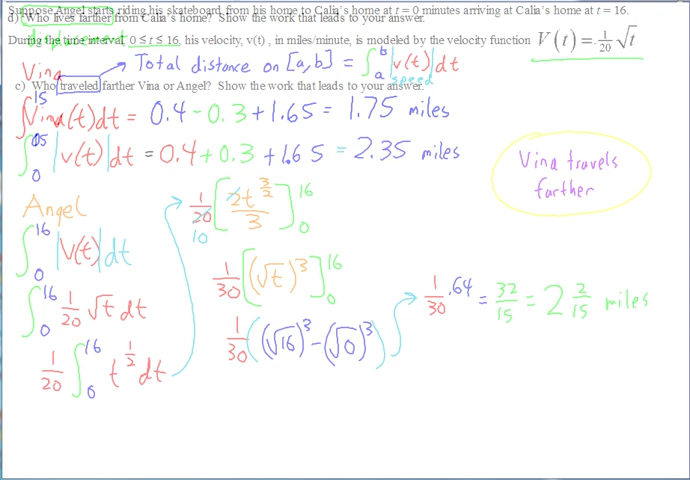 Suppose Angel starts riding his skateboard from his home to Calia's home at t = 0 minutes arriving at Calia's home at t = 16.
d) Who lives farther from Calia's home? Show the work that leads to your answer.
displacement
During the time interval, 0 ≤ t ≤ 16, his velocity, v(t), in miles/minute, is modeled by the velocity function V(t) = 1/20 √t
Vina
Total distance on [a,b] = ∫_a^b |v(t)| dt
speed
c) Who traveled farther Vina or Angel? Show the work that leads to your answer.
(t)dt = 0.4 - 0.3 + 1.65 = 1.75 miles
|v(t)| dt = 0.4 + 0.3 + 1.65 = 2.35 miles
Vina travels
farther
Angel
∫_0^16 |v(t)| dt
∫_0^16 1/20 √t dt
1/20 ∫_0^16 t^(1/2) dt
1/20 [2t^(3/2)/3]_0^16
10
1/30 [(√t)^3]_0^16
1/30 ((√16)^3 - (√0)^3)
1/30 · 64 = 32/15 = 2 2/15 miles